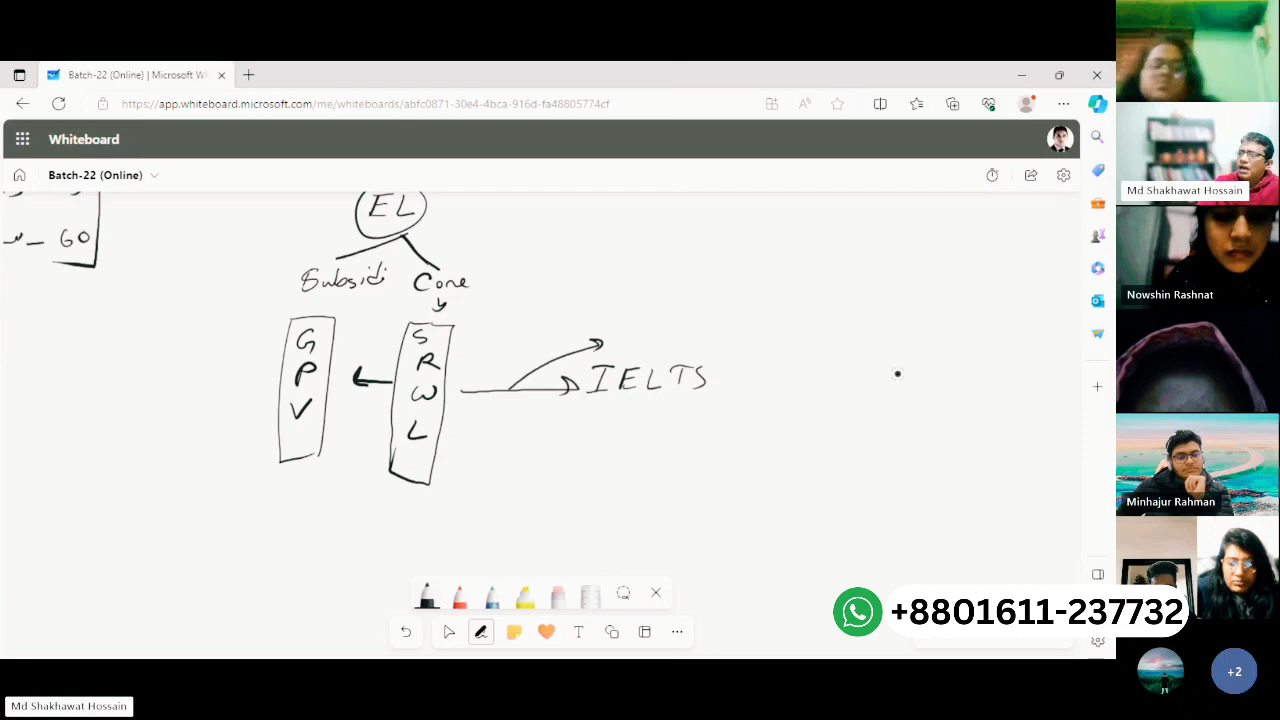 Batch-22 (Online) | Microsoft W
https://app.whiteboard.microsoft.com/me/whiteboards/abfc0871-30e4-4bca-916d-fa48805774cf
Whiteboard
Batch-22 (Online)
60
EL
Subsidi Core
G
P
V
S
R
W
L
IELTS
T
+8801611-237732
Md Shakhawat Hossain
Nowshin Rashnat
Minhajur Rahman
+2
Md Shakhawat Hossain